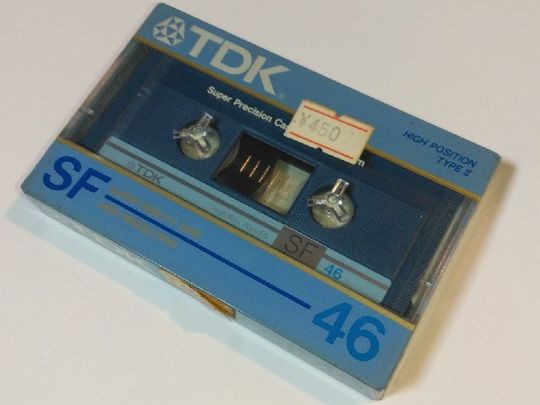 TDK
Super Precision Ca
¥450
HIGH POSITION
TYPE II
TDK
SF
46
SF
46